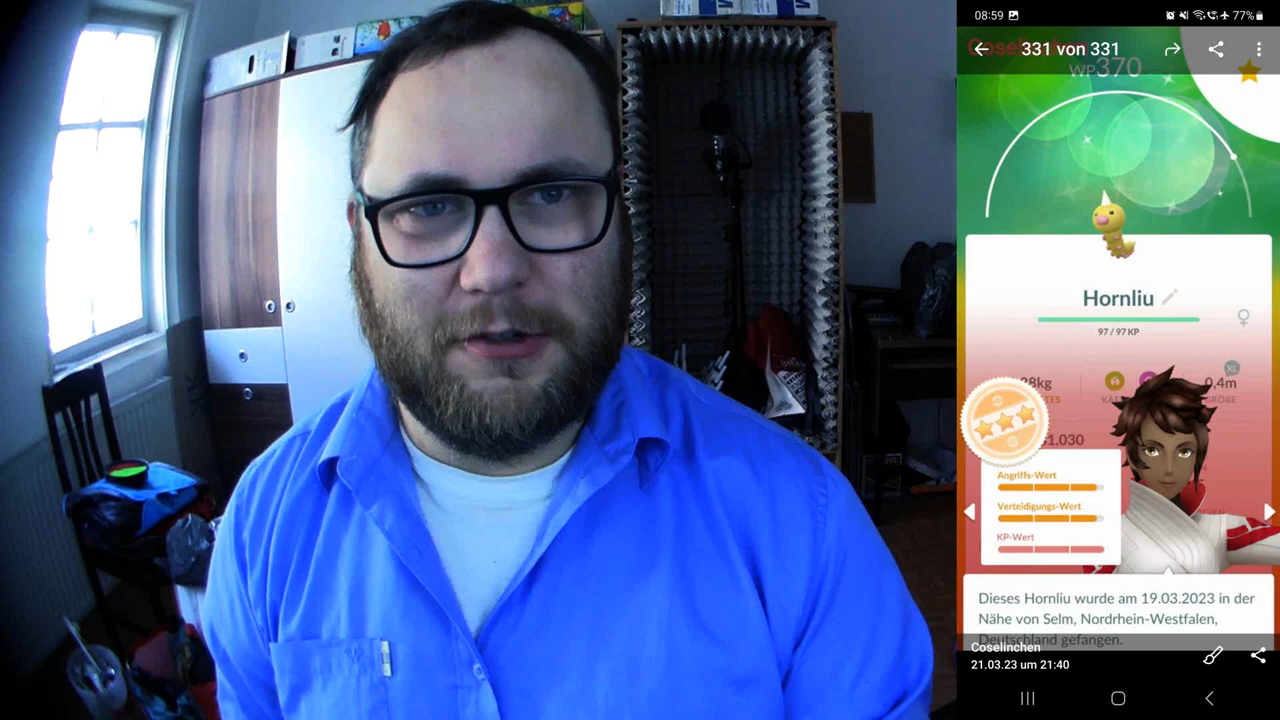 08:59
77%
331 von 331
Coselinchen
WP370
Hornliu
97 / 97 KP
XL
0,4m
GRÖßE
Angriffs-Wert
Verteidigungs-Wert
KP-Wert
Dieses Hornliu wurde am 19.03.2023 in der
Nähe von Selm, Nordrhein-Westfalen,
Deutschland gefangen.
Coselinchen
21.03.23 um 21:40